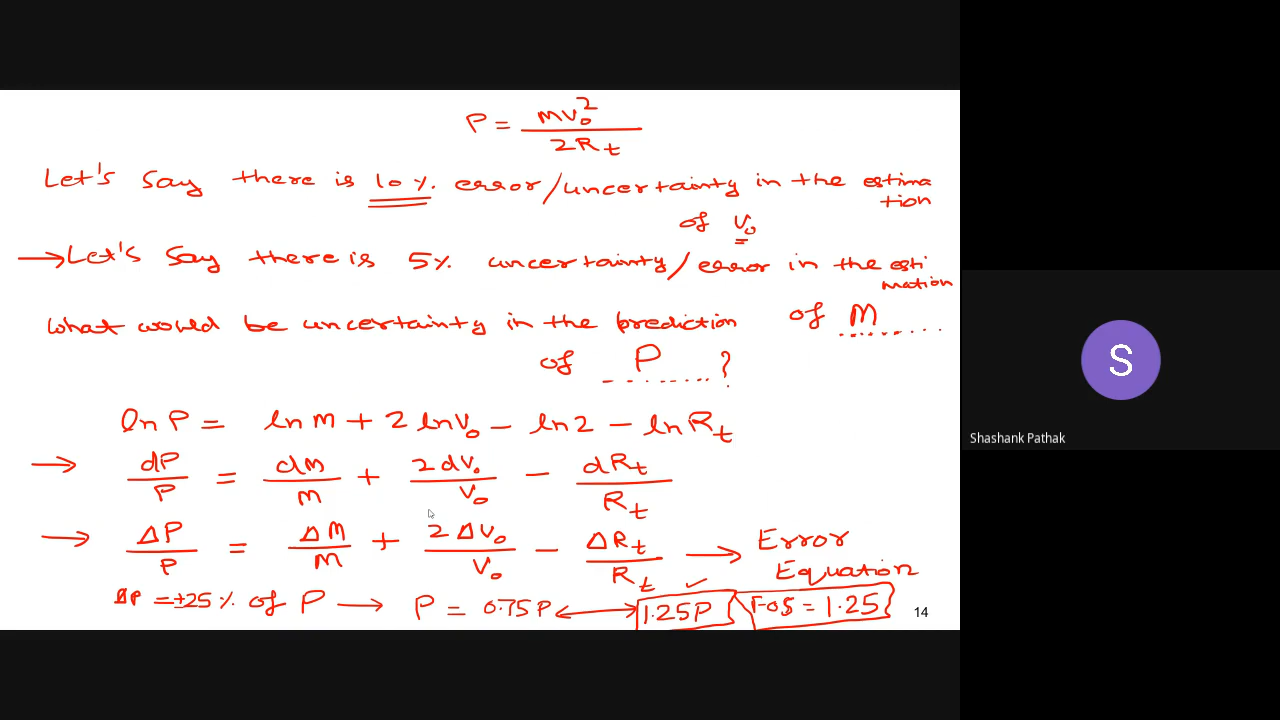 P = MV₀² / 2Rt
Let's say there is 10% error/uncertainty in the estimation
of V₀
→ Let's say there is 5% uncertainty/error in the estimation
what would be uncertainty in the prediction of M
of P ?
ln P = ln M + 2 ln V₀ − ln 2 − ln Rt
→ dP/P = dM/M + 2dV₀/V₀ − dRt/Rt
→ ΔP/P = ΔM/M + 2ΔV₀/V₀ − ΔRt/Rt → Error Equation
ΔP = ±25% of P → P = 0.75P ↔ 1.25P ✓ FOS = 1.25
14
S
Shashank Pathak